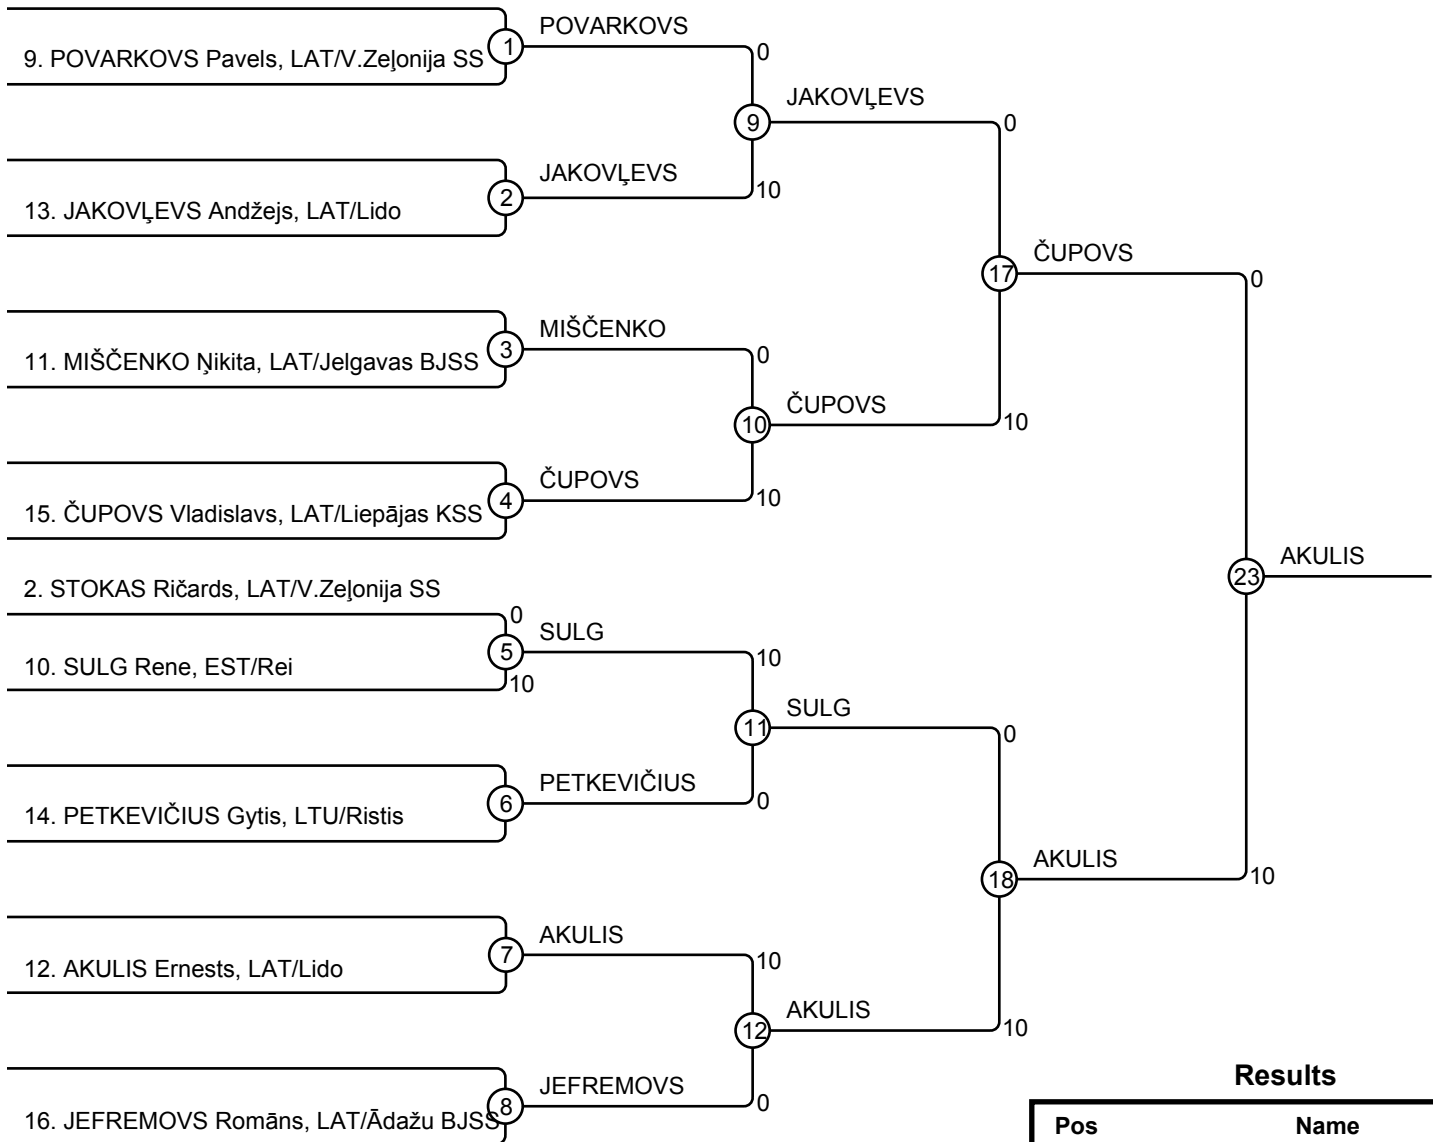 POVARKOVS
0
9. POVARKOVS Pavels, LAT/V.Zeļonija SS
1
JAKOVĻEVS
9
0
JAKOVĻEVS
10
13. JAKOVĻEVS Andžejs, LAT/Lido
2
ČUPOVS
17
0
MIŠČENKO
0
11. MIŠČENKO Ņikita, LAT/Jelgavas BJSS
3
ČUPOVS
10
10
ČUPOVS
10
15. ČUPOVS Vladislavs, LAT/Liepājas KSS
4
AKULIS
23
2. STOKAS Ričards, LAT/V.Zeļonija SS
0
SULG
5
10
10. SULG Rene, EST/Rei
10
SULG
11
0
PETKEVIČIUS
0
14. PETKEVIČIUS Gytis, LTU/Ristis
6
AKULIS
18
10
AKULIS
10
12. AKULIS Ernests, LAT/Lido
7
AKULIS
12
10
JEFREMOVS
0
16. JEFREMOVS Romāns, LAT/Ādažu BJSS
8
Results
Pos Name